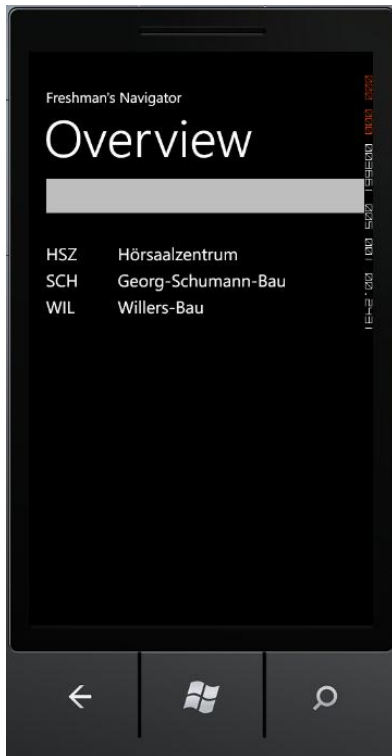 Freshman's Navigator
Overview
HSZ Hörsaalzentrum
SCH Georg-Schumann-Bau
WIL Willers-Bau